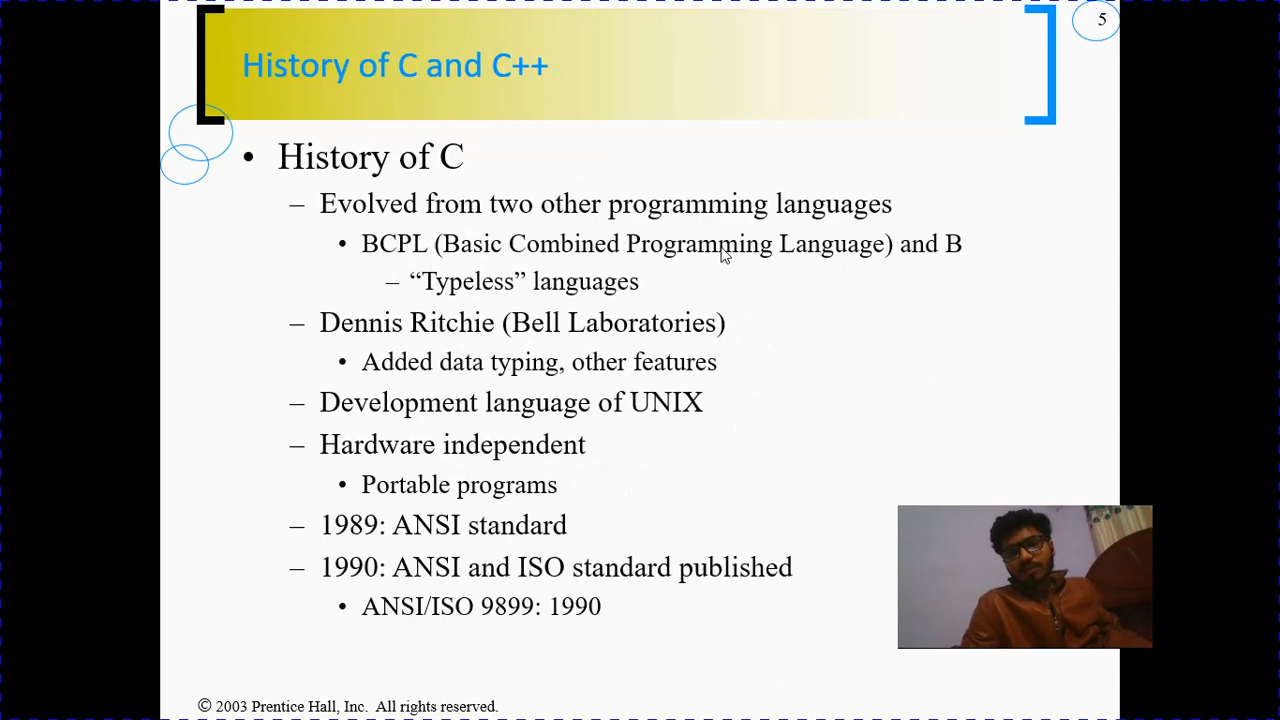 5
History of C and C++
• History of C
– Evolved from two other programming languages
• BCPL (Basic Combined Programming Language) and B
– “Typeless” languages
– Dennis Ritchie (Bell Laboratories)
• Added data typing, other features
– Development language of UNIX
– Hardware independent
• Portable programs
– 1989: ANSI standard
– 1990: ANSI and ISO standard published
• ANSI/ISO 9899: 1990
© 2003 Prentice Hall, Inc. All rights reserved.